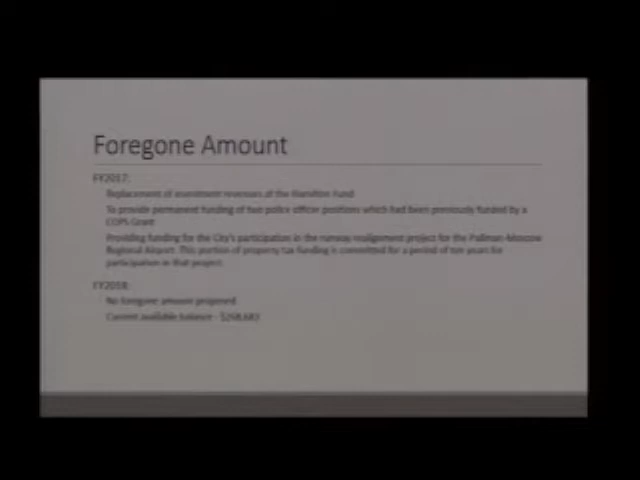 Foregone Amount
FY2017:
Replacement of investment revenues of the Hamilton Fund
To provide permanent funding of two police officer positions which had been previously funded by a
COPS Grant
Providing funding for the City's participation in the runway realignment project for the Pullman-Moscow
Regional Airport. This portion of property tax funding is committed for a period of ten years for
participation in that project.
FY2018:
No foregone amount proposed
Current available balance -